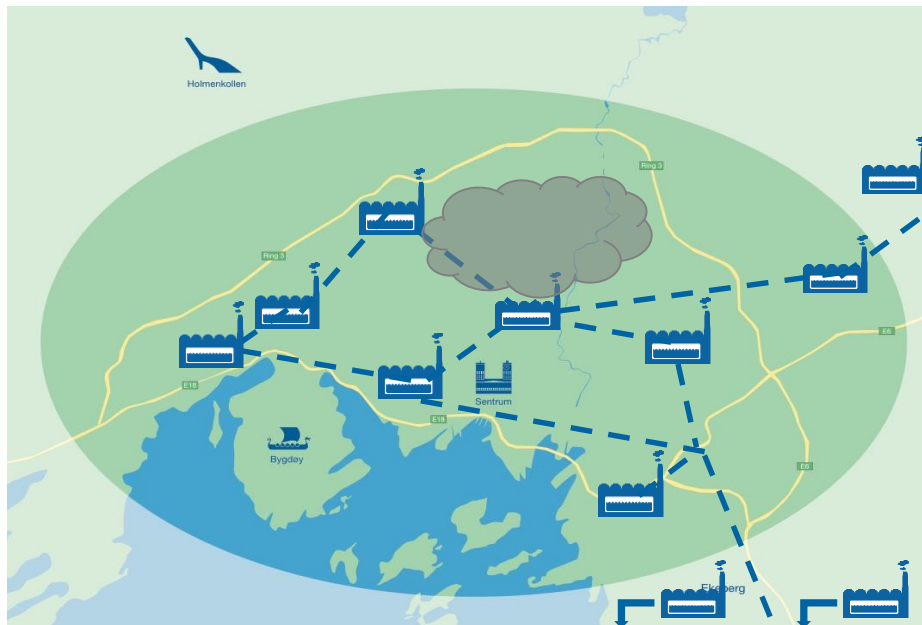 Holmenkollen
Ring 3
Ring 3
E6
E18
Sentrum
E18
Bygdøy
E6
Ekeberg